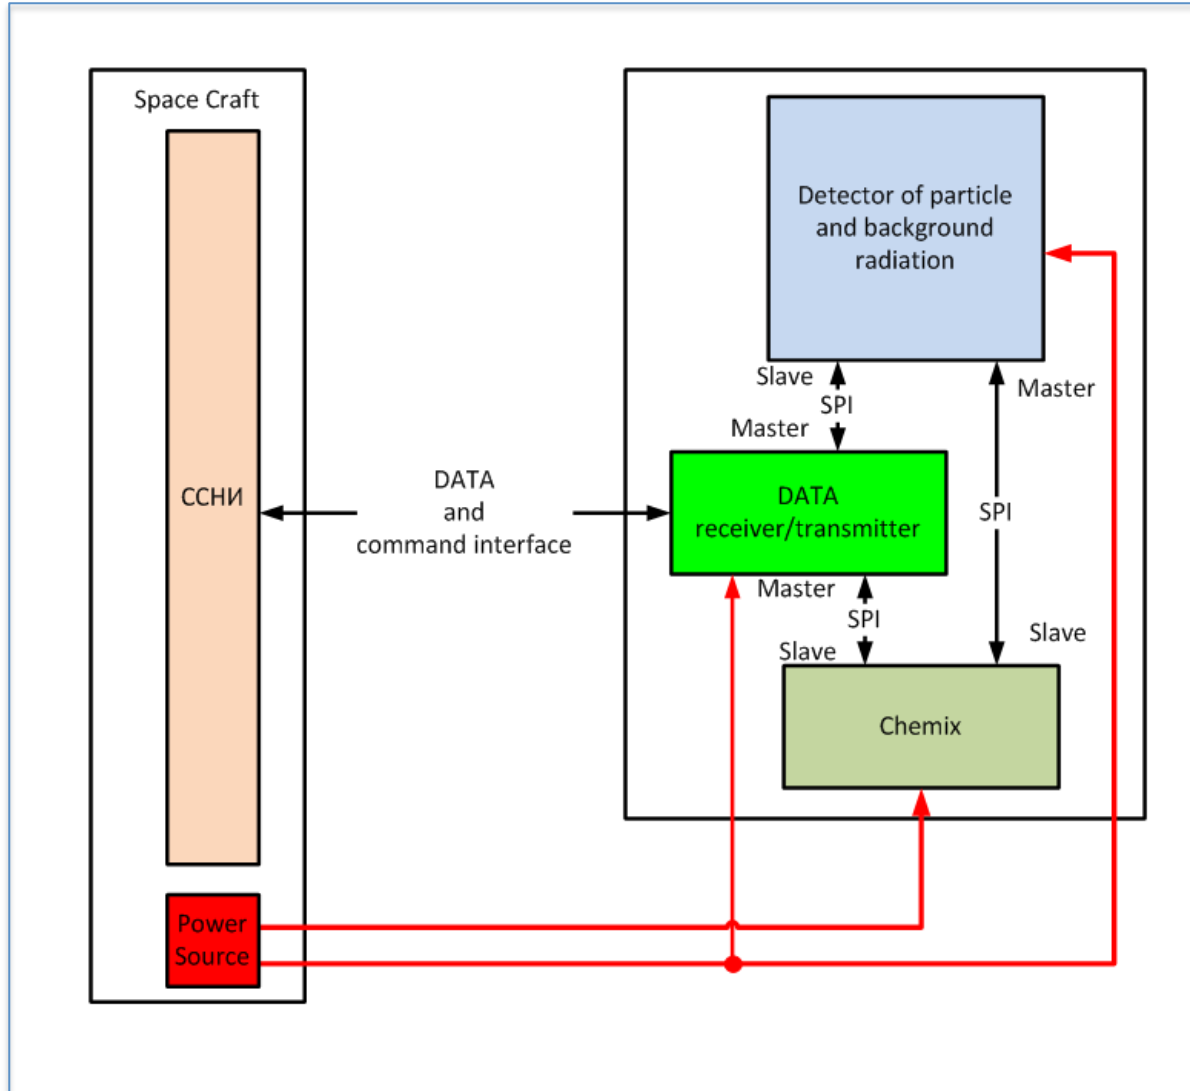 Space Craft
ССНИ
Power
Source
DATA
and
command interface
Detector of particle
and background
radiation
Slave
SPI
Master
Master
DATA
receiver/transmitter
SPI
Master
SPI
Slave
Slave
Chemix